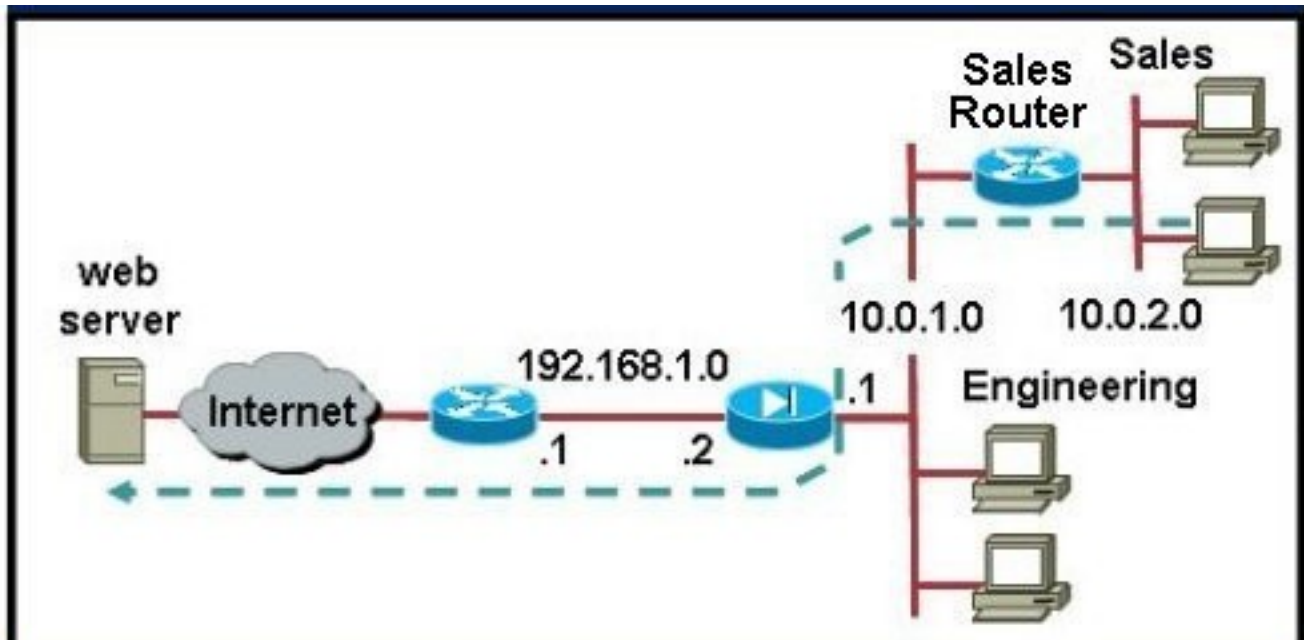 Sales
Sales
Router
web
server
10.0.1.0
10.0.2.0
192.168.1.0
Internet
.1
.2
.1
Engineering